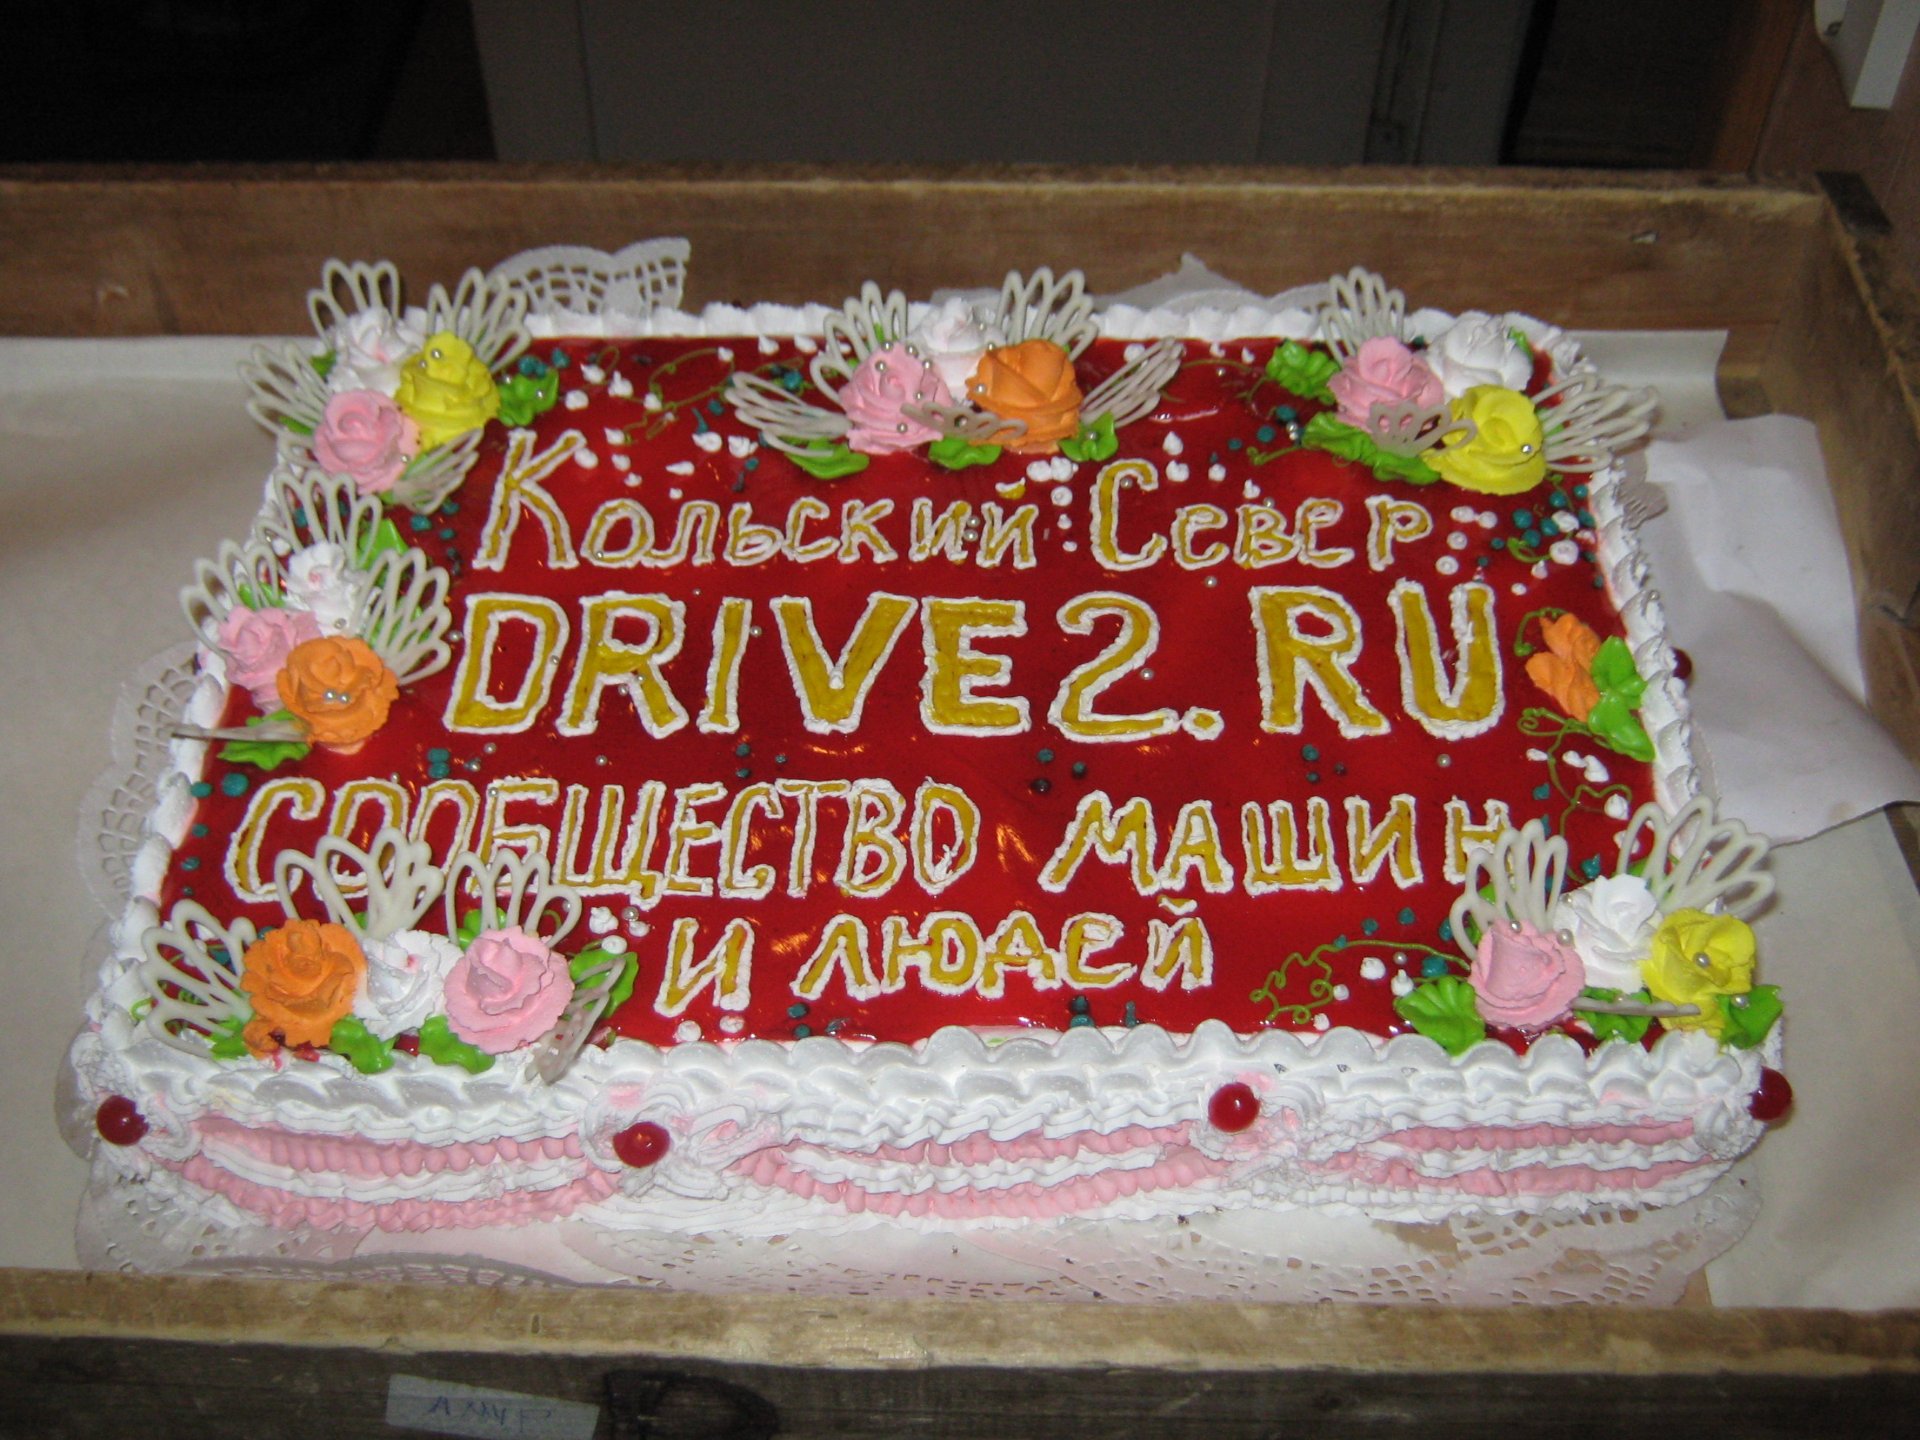 Кольский Север
DRIVE2.RU
СООБЩЕСТВО МАШИН
И ЛЮДЕЙ